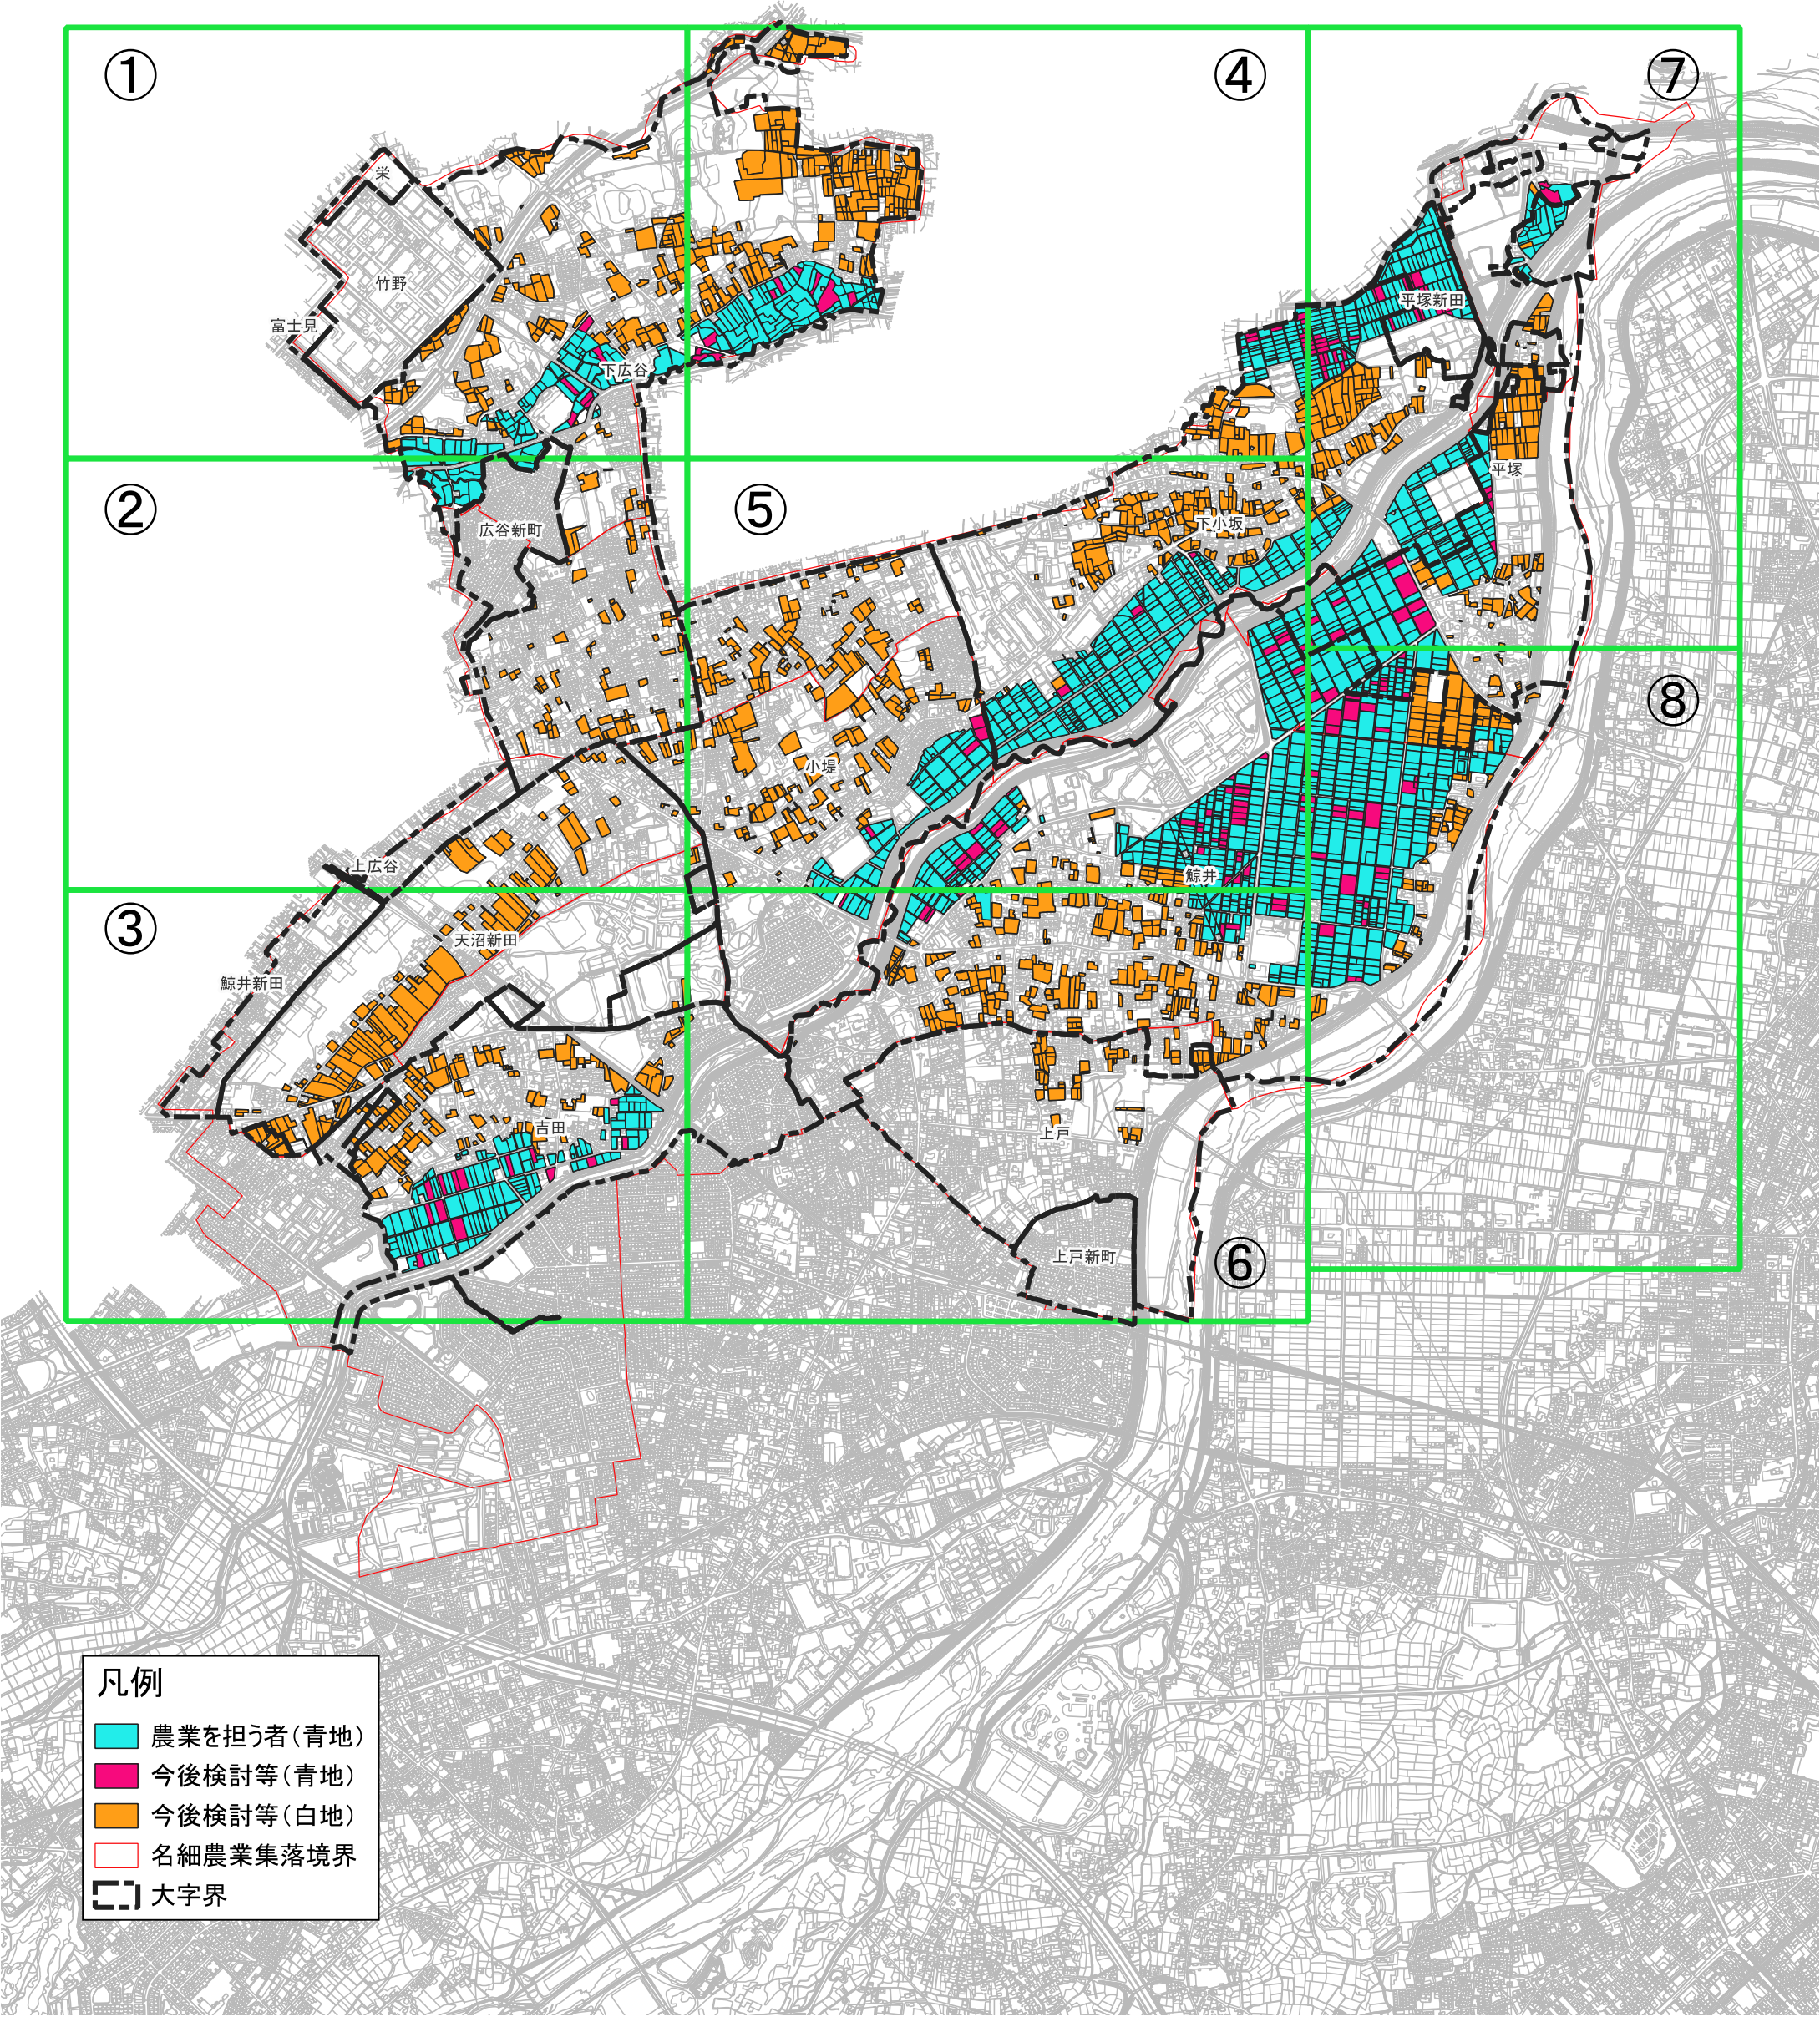 ①
④
⑦
栄
竹野
富士見
平塚新田
下広谷
平塚
②
⑤
広谷新町
下小坂
⑧
小堤
上広谷
鯨井
③
天沼新田
鯨井新田
吉田
上戸
上戸新町
⑥
凡例
農業を担う者(青地)
今後検討等(青地)
今後検討等(白地)
名細農業集落境界
大字界